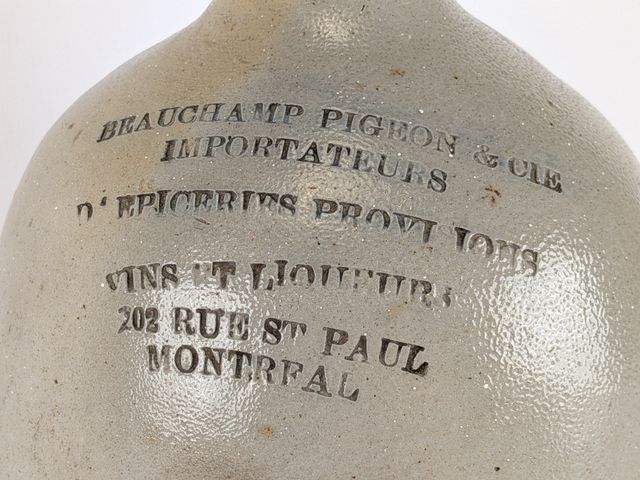 BEAUCHAMP PIGEON & CIE
IMPORTATEURS
D'EPICERIES PROVISIONS
VINS ET LIQUEURS
202 RUE ST PAUL
MONTREAL